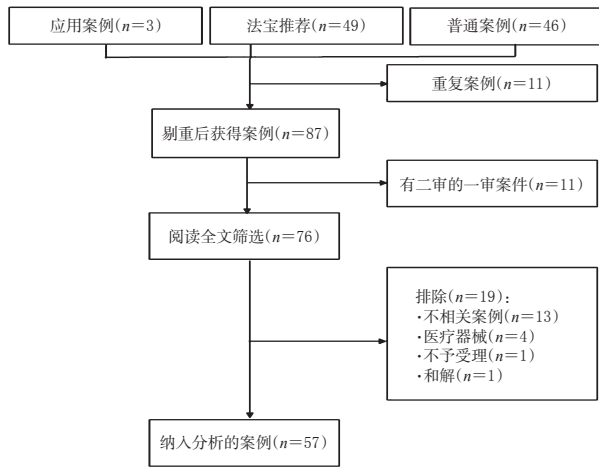 应用案例(n=3)
法宝推荐(n=49)
普通案例(n=46)
重复案例(n=11)
剔重后获得案例(n=87)
有二审的一审案件(n=11)
阅读全文筛选(n=76)
排除(n=19)：
·不相关案例(n=13)
·医疗器械(n=4)
·不予受理(n=1)
·和解(n=1)
纳入分析的案例(n=57)